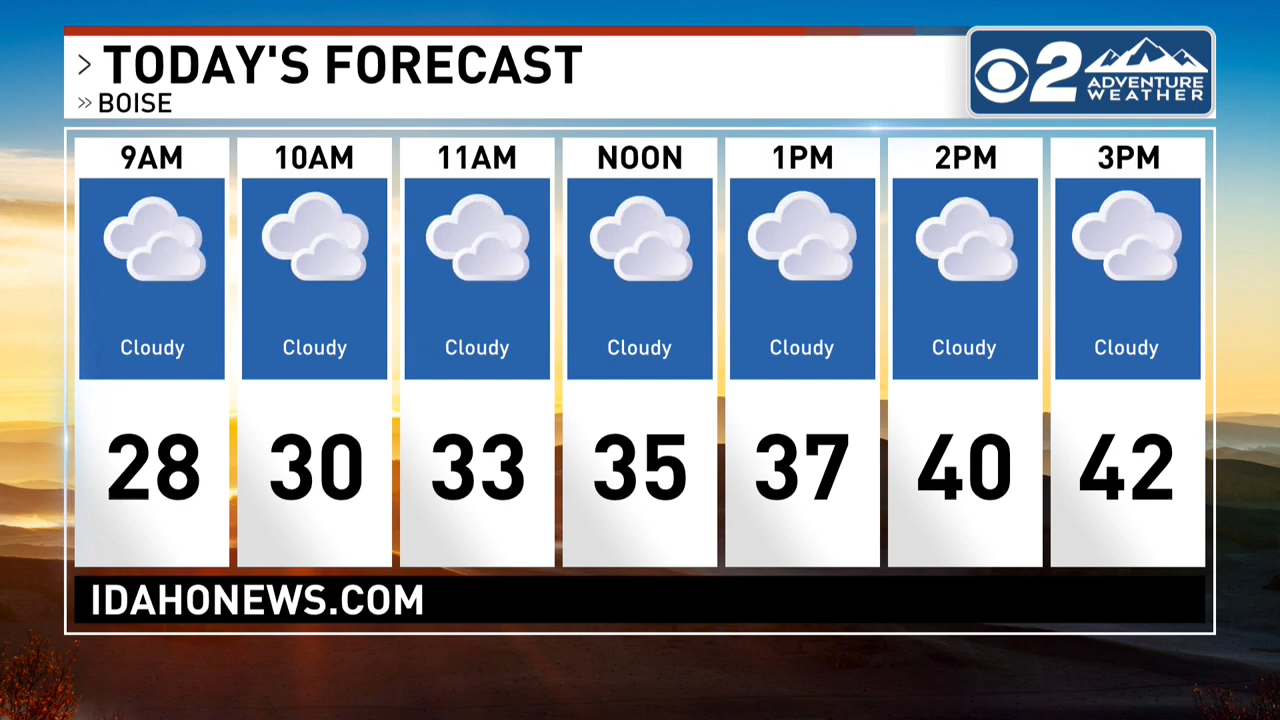 > TODAY'S FORECAST
» BOISE
2 ADVENTURE
WEATHER
9AM 10AM 11AM NOON 1PM 2PM 3PM
Cloudy Cloudy Cloudy Cloudy Cloudy Cloudy Cloudy
28 30 33 35 37 40 42
IDAHONEWS.COM